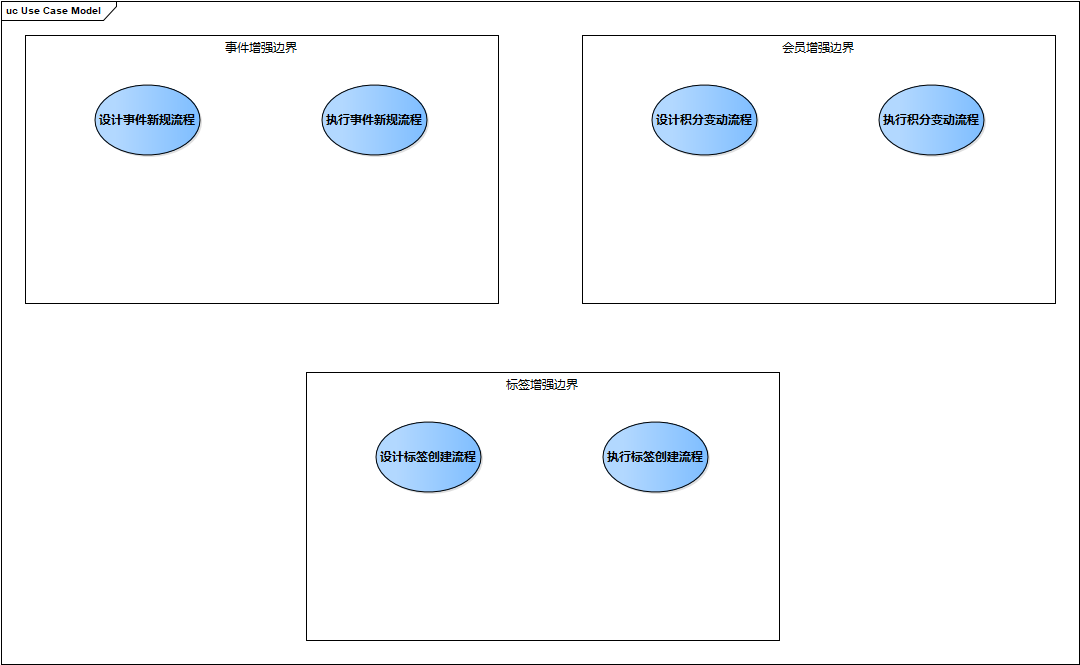 uc Use Case Model
事件增强边界
设计事件新规流程
执行事件新规流程
会员增强边界
设计积分变动流程
执行积分变动流程
标签增强边界
设计标签创建流程
执行标签创建流程